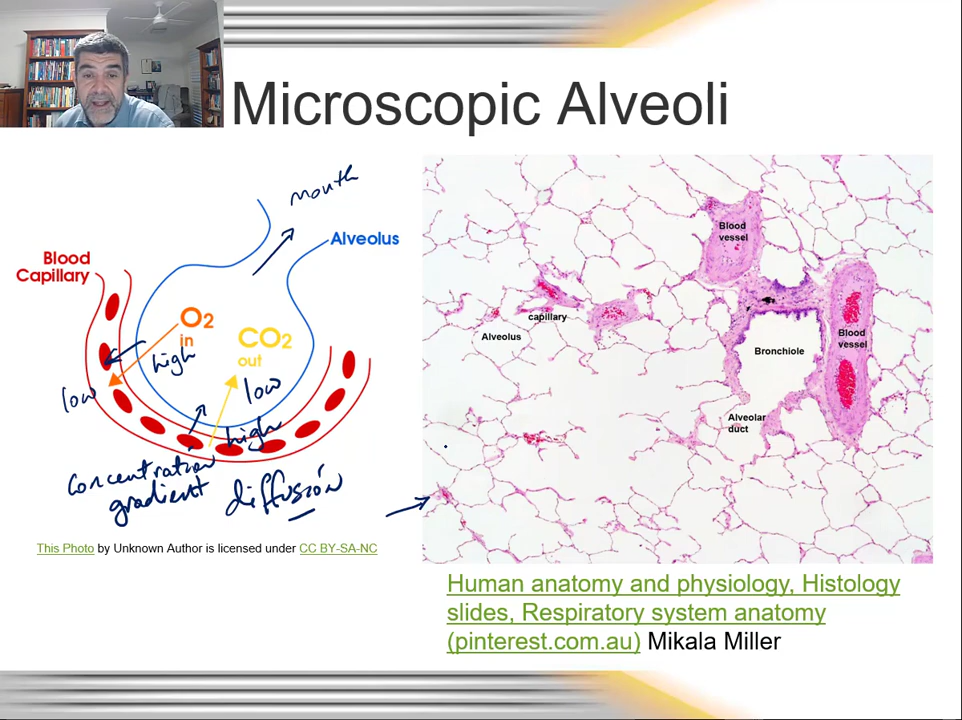 Microscopic Alveoli
mouth
Alveolus
Blood
Capillary
O2
in
CO2
out
high
low
low
high
concentration
gradient
diffusion
This Photo by Unknown Author is licensed under CC BY-SA-NC
Blood
vessel
capillary
Alveolus
Bronchiole
Blood
vessel
Alveolar
duct
Human anatomy and physiology, Histology
slides, Respiratory system anatomy
(pinterest.com.au) Mikala Miller